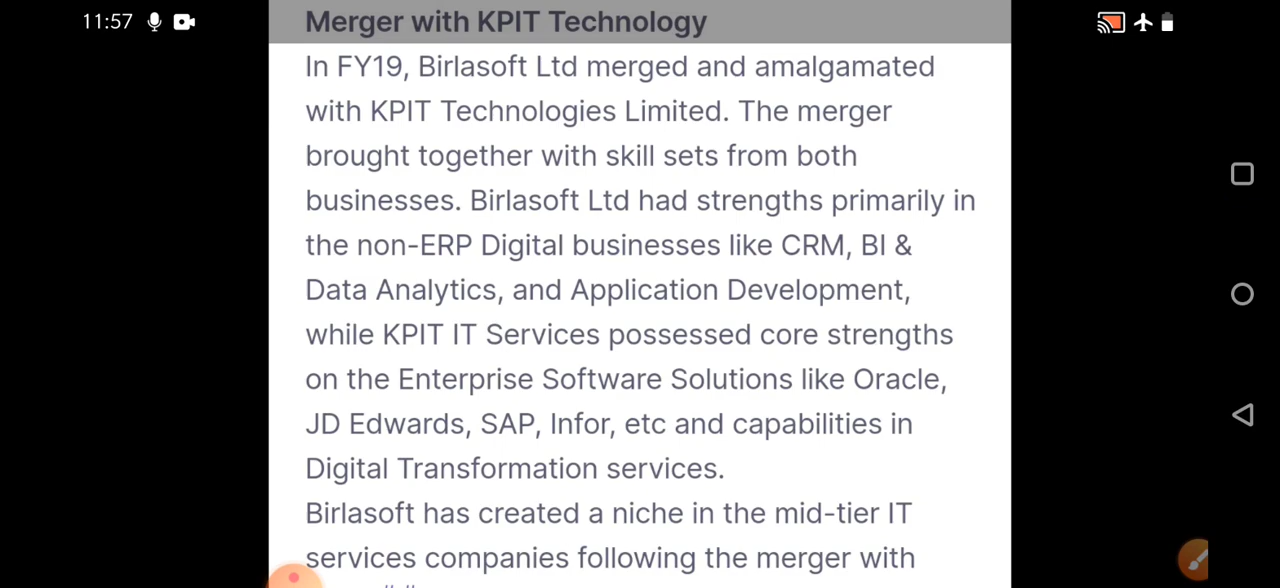 11:57
Merger with KPIT Technology
In FY19, Birlasoft Ltd merged and amalgamated
with KPIT Technologies Limited. The merger
brought together with skill sets from both
businesses. Birlasoft Ltd had strengths primarily in
the non-ERP Digital businesses like CRM, BI &
Data Analytics, and Application Development,
while KPIT IT Services possessed core strengths
on the Enterprise Software Solutions like Oracle,
JD Edwards, SAP, Infor, etc and capabilities in
Digital Transformation services.
Birlasoft has created a niche in the mid-tier IT
services companies following the merger with